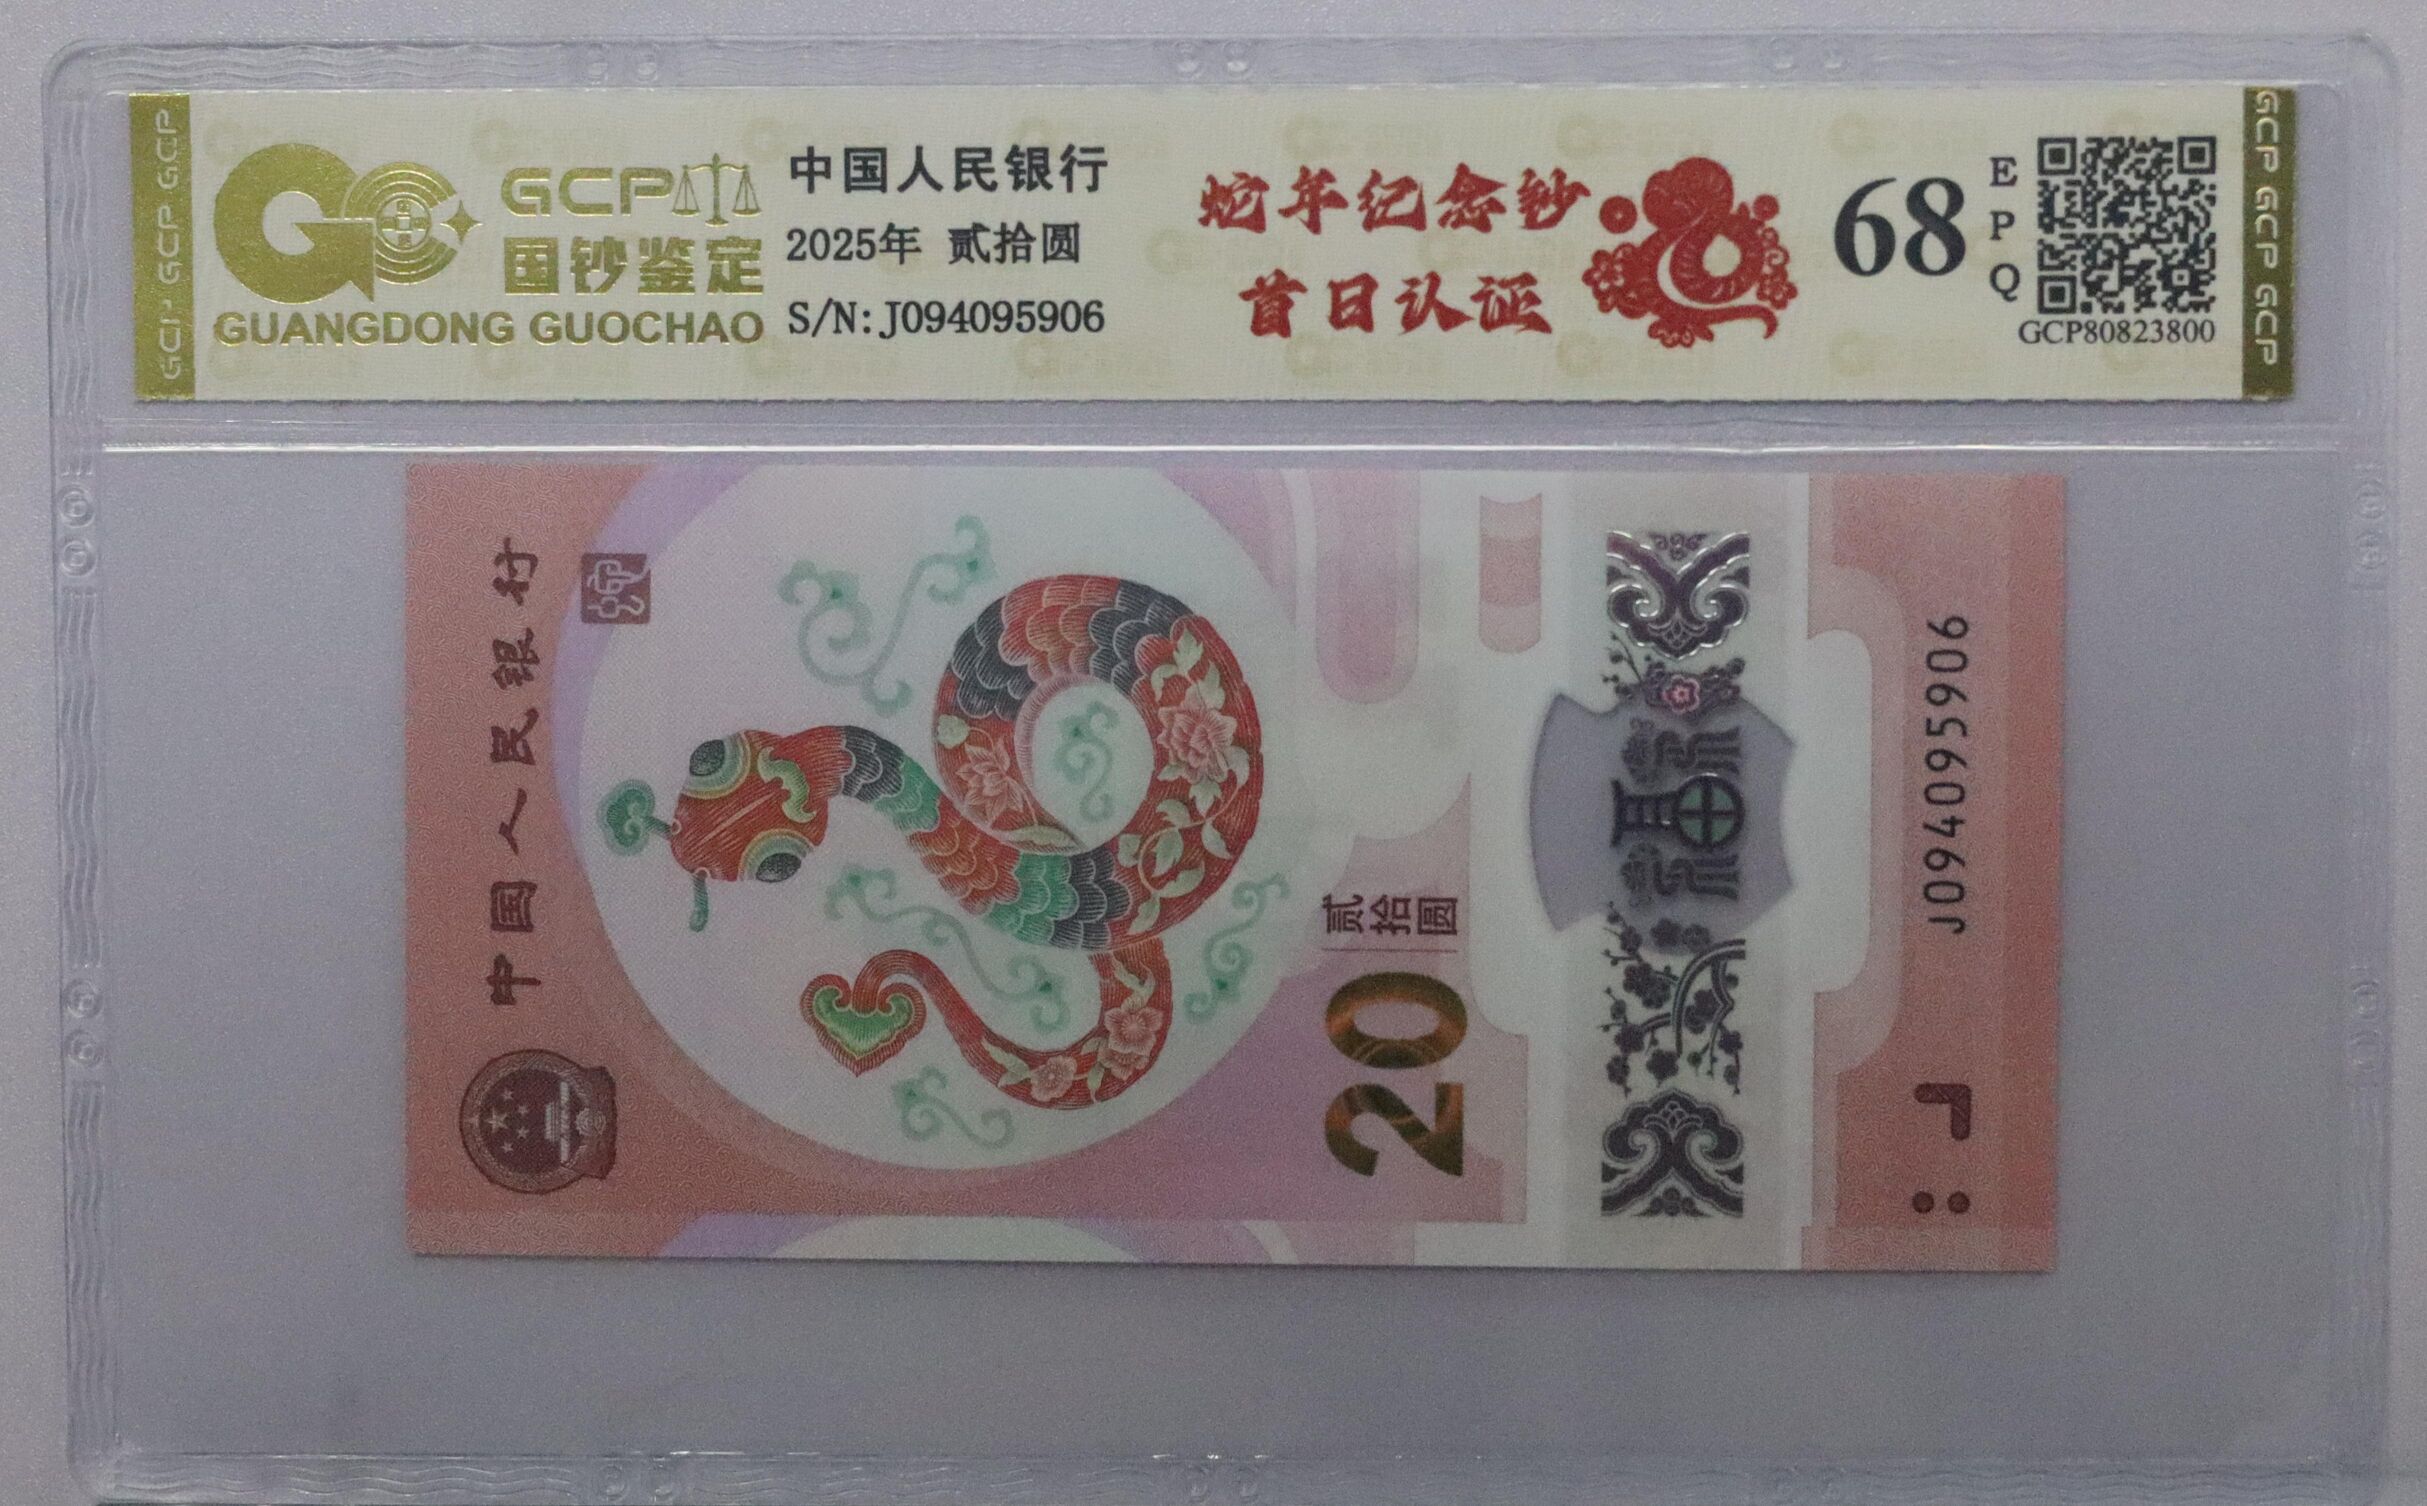 GCP GCP GCP
GCP
国钞鉴定
GUANGDONG GUOCHAO
中国人民银行
2025年 贰拾圆
S/N:J094095906
蛇年纪念钞
首日认证
68
EPQ
GCP80823800
GCP GCP GCP
中国人民银行
20
贰拾圆
福
J094095906